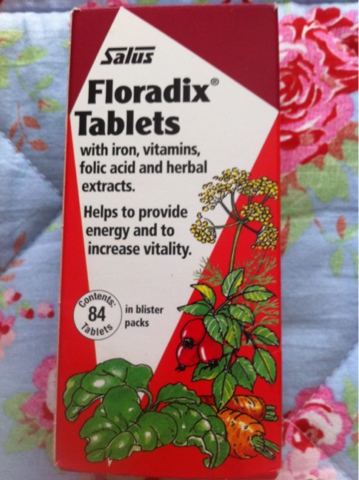 Salus
Floradix®
Tablets
with iron, vitamins,
folic acid and herbal
extracts.
Helps to provide
energy and to
increase vitality.
Contents:
84
Tablets
in blister
packs